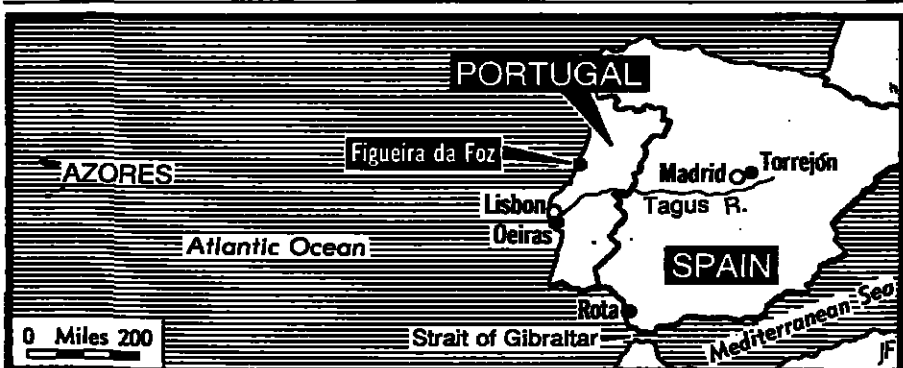 PORTUGAL
Figueira da Foz
AZORES
Madrid
Torrejón
Lisbon
Tagus R.
Oeiras
Atlantic Ocean
SPAIN
Rota
Mediterranean Sea
0 Miles 200
Strait of Gibraltar
JF